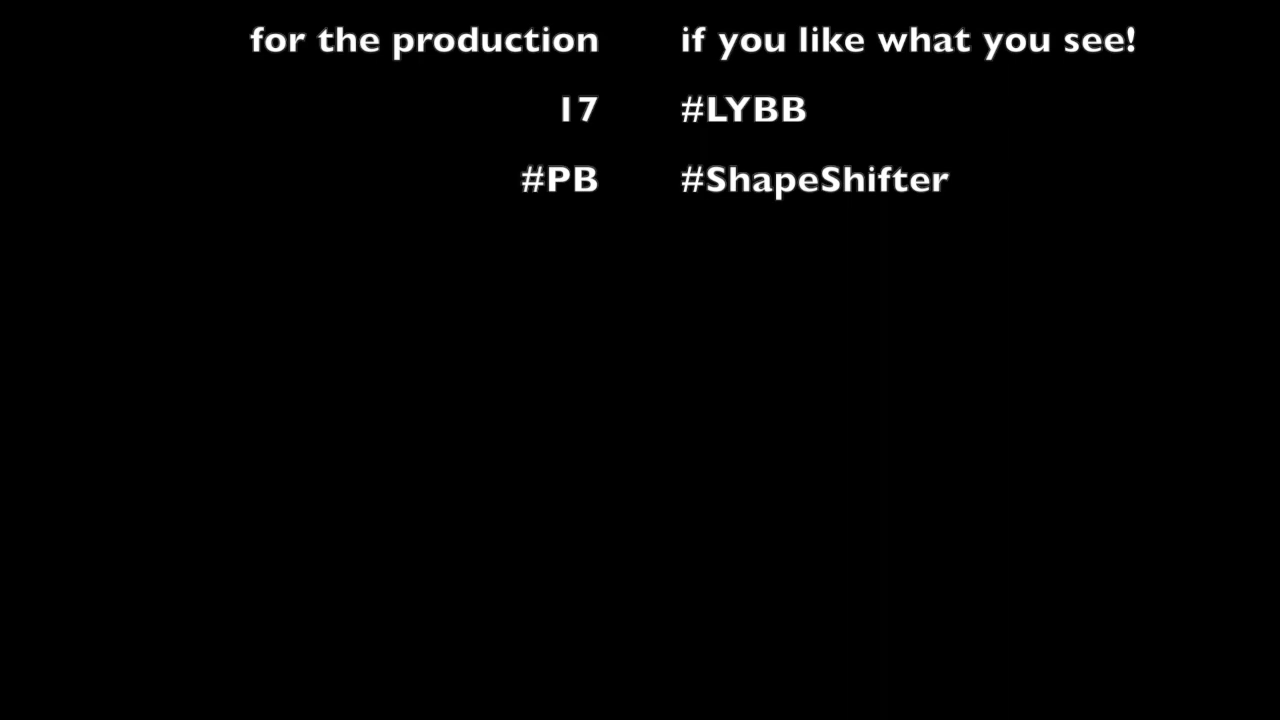 for the production if you like what you see!
17 #LYBB
#PB #ShapeShifter